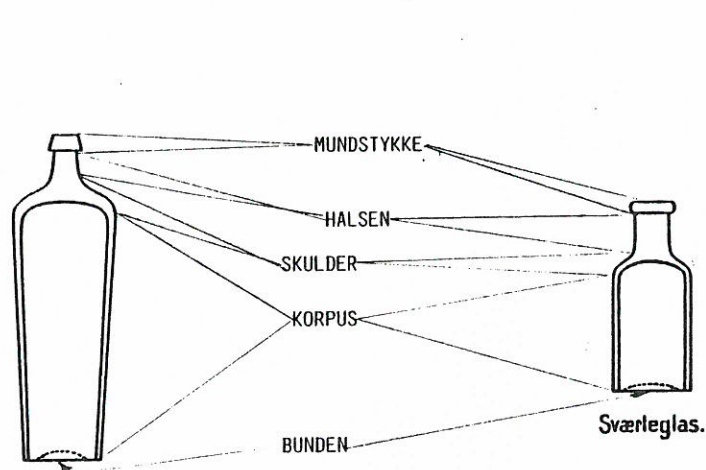 MUNDSTYKKE
HALSEN
SKULDER
KORPUS
Sværleglas.
BUNDEN